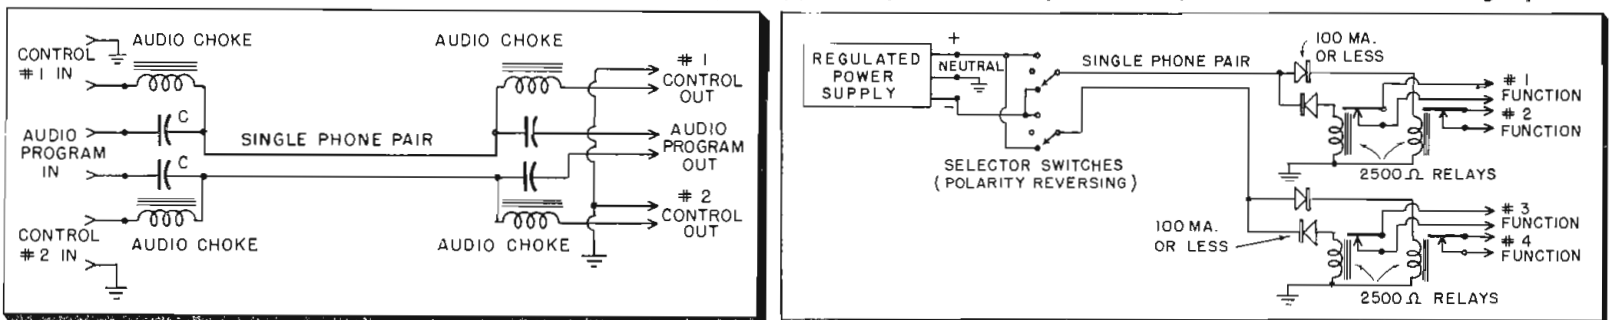 AUDIO CHOKE
AUDIO CHOKE
CONTROL
#1 IN
# 1
CONTROL
OUT
C
AUDIO
PROGRAM
IN
SINGLE PHONE PAIR
AUDIO
PROGRAM
OUT
C
CONTROL
#2 IN
AUDIO CHOKE
AUDIO CHOKE
# 2
CONTROL
OUT
REGULATED
POWER
SUPPLY
+
NEUTRAL
−
SINGLE PHONE PAIR
100 MA.
OR LESS
SELECTOR SWITCHES
(POLARITY REVERSING)
# 1
FUNCTION
# 2
FUNCTION
2500 Ω RELAYS
100 MA.
OR LESS
# 3
FUNCTION
# 4
FUNCTION
2500 Ω RELAYS